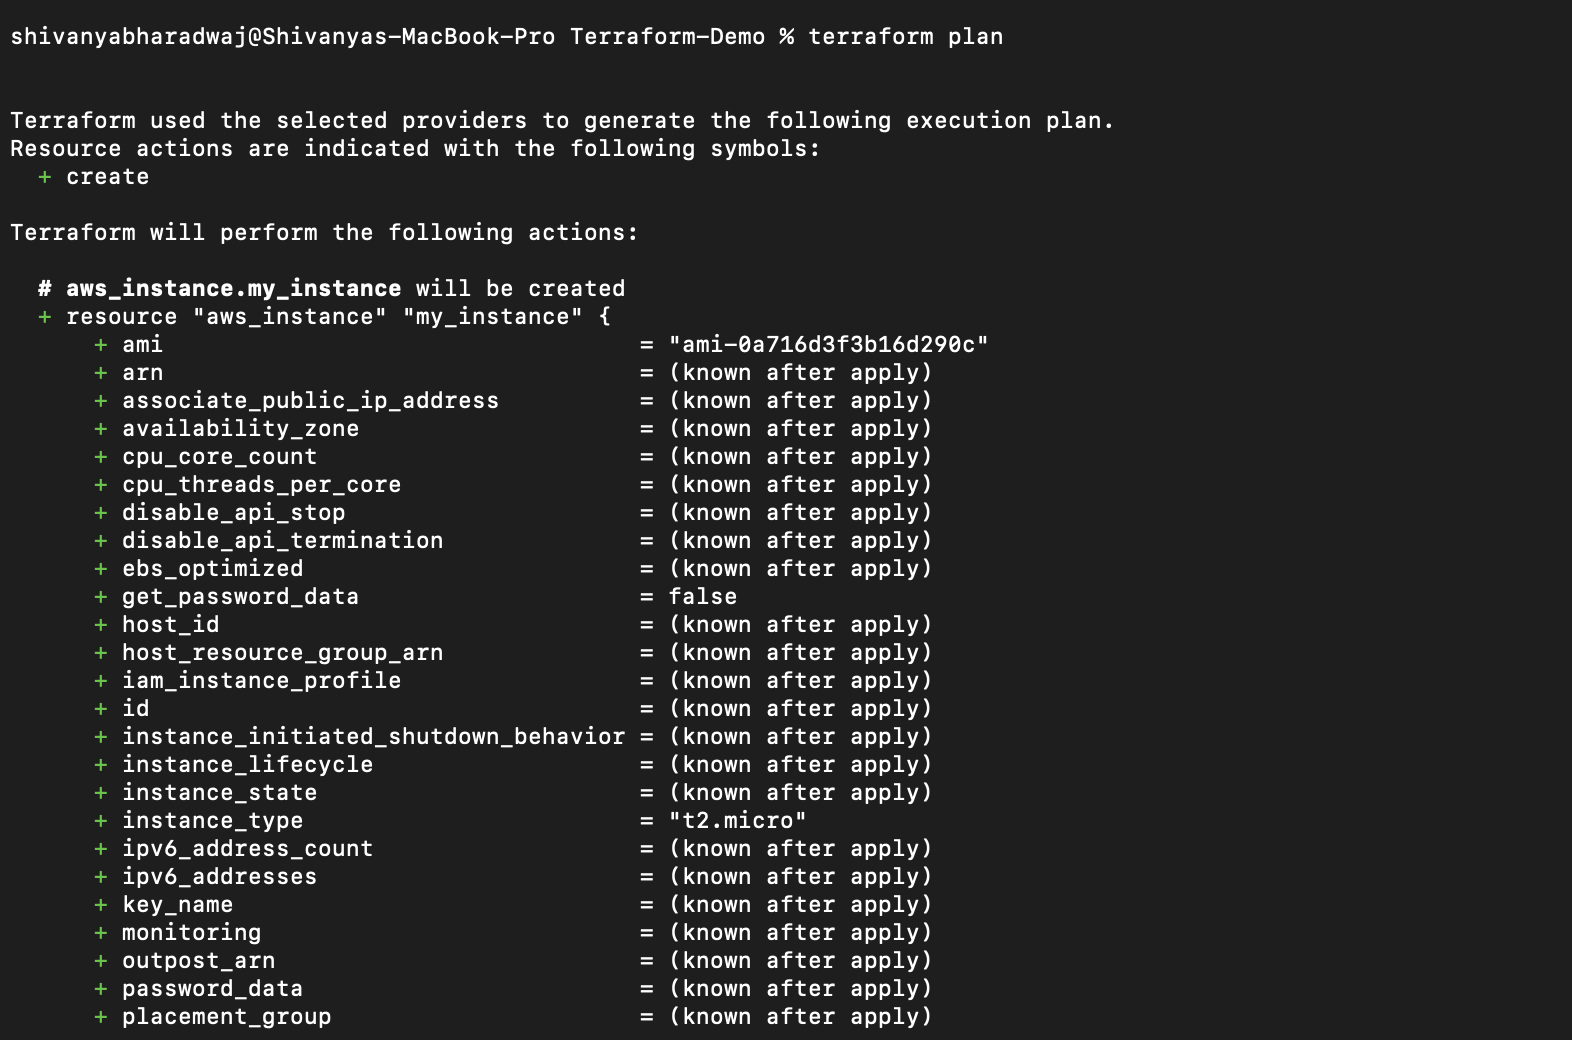 shivanyabharadwaj@Shivanyas-MacBook-Pro Terraform-Demo % terraform plan
Terraform used the selected providers to generate the following execution plan.
Resource actions are indicated with the following symbols:
+ create
Terraform will perform the following actions:
# aws_instance.my_instance will be created
+ resource "aws_instance" "my_instance" {
+ ami = "ami-0a716d3f3b16d290c"
+ arn = (known after apply)
+ associate_public_ip_address = (known after apply)
+ availability_zone = (known after apply)
+ cpu_core_count = (known after apply)
+ cpu_threads_per_core = (known after apply)
+ disable_api_stop = (known after apply)
+ disable_api_termination = (known after apply)
+ ebs_optimized = (known after apply)
+ get_password_data = false
+ host_id = (known after apply)
+ host_resource_group_arn = (known after apply)
+ iam_instance_profile = (known after apply)
+ id = (known after apply)
+ instance_initiated_shutdown_behavior = (known after apply)
+ instance_lifecycle = (known after apply)
+ instance_state = (known after apply)
+ instance_type = "t2.micro"
+ ipv6_address_count = (known after apply)
+ ipv6_addresses = (known after apply)
+ key_name = (known after apply)
+ monitoring = (known after apply)
+ outpost_arn = (known after apply)
+ password_data = (known after apply)
+ placement_group = (known after apply)